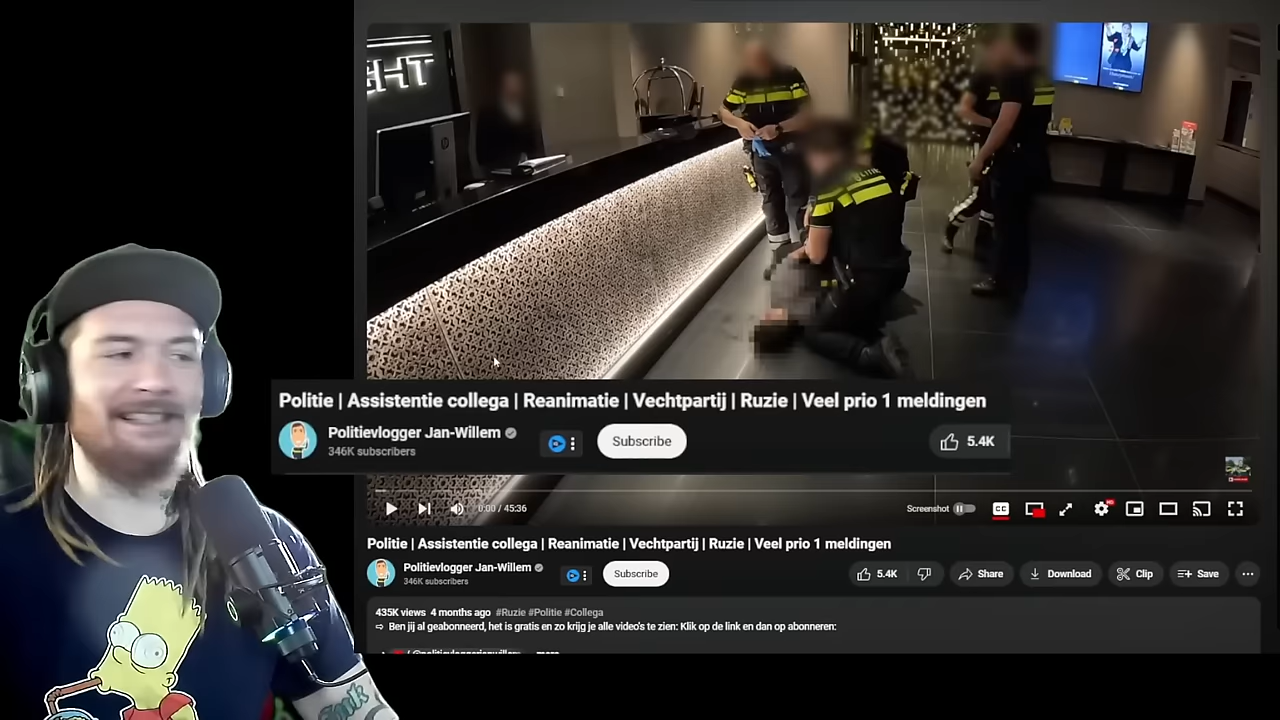 CHT
Politie | Assistentie collega | Reanimatie | Vechtpartij | Ruzie | Veel prio 1 meldingen
Politievlogger Jan-Willem
346K subscribers
Subscribe
5.4K
0:00 / 45:36
Screenshot
CC
HD
Politie | Assistentie collega | Reanimatie | Vechtpartij | Ruzie | Veel prio 1 meldingen
Politievlogger Jan-Willem
346K subscribers
Subscribe
5.4K
Share
Download
Clip
Save
435K views 4 months ago #Ruzie #Politie #Collega
⇨ Ben jij al geabonneerd, het is gratis en zo krijg je alle video's te zien: Klik op de link en dan op abonneren: